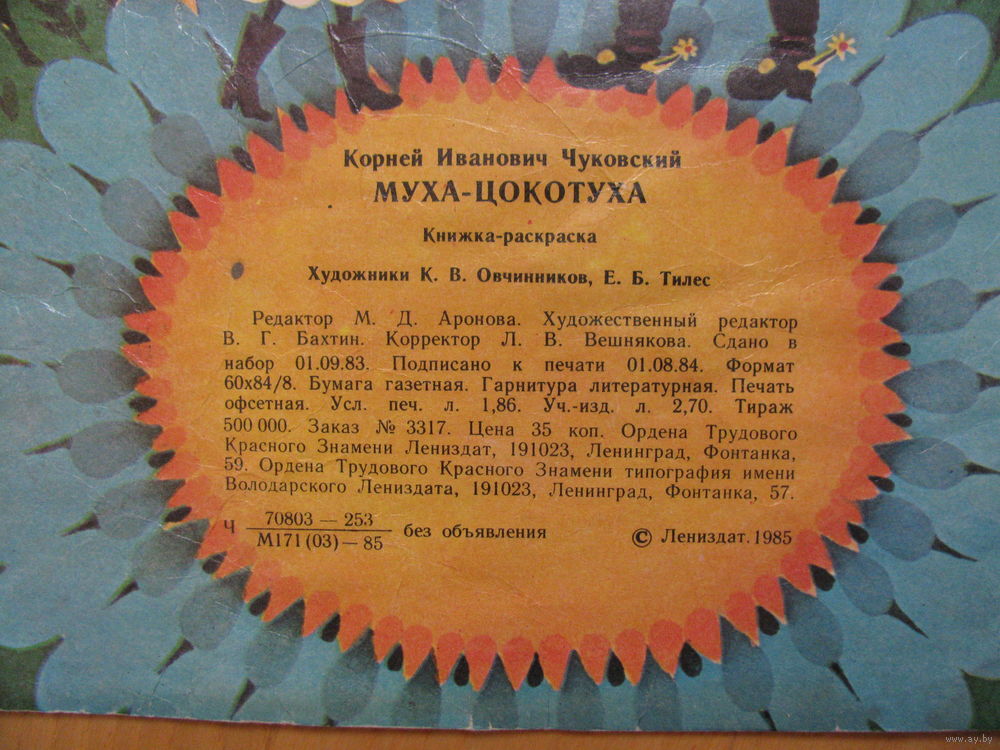 Корней Иванович Чуковский
МУХА-ЦОКОТУХА
Книжка-раскраска
Художники К. В. Овчинников, Е. Б. Тилес
Редактор М. Д. Аронова. Художественный редактор
В. Г. Бахтин. Корректор Л. В. Вешнякова. Сдано в
набор 01.09.83. Подписано к печати 01.08.84. Формат
60х84/8. Бумага газетная. Гарнитура литературная. Печать
офсетная. Усл. печ. л. 1,86. Уч.-изд. л. 2,70. Тираж
500 000. Заказ № 3317. Цена 35 коп. Ордена Трудового
Красного Знамени Лениздат, 191023, Ленинград, Фонтанка,
59. Ордена Трудового Красного Знамени типография имени
Володарского Лениздата, 191023, Ленинград, Фонтанка, 57.
Ч 70803 — 253
М171 (03) — 85 без объявления
© Лениздат. 1985
www.ay.by